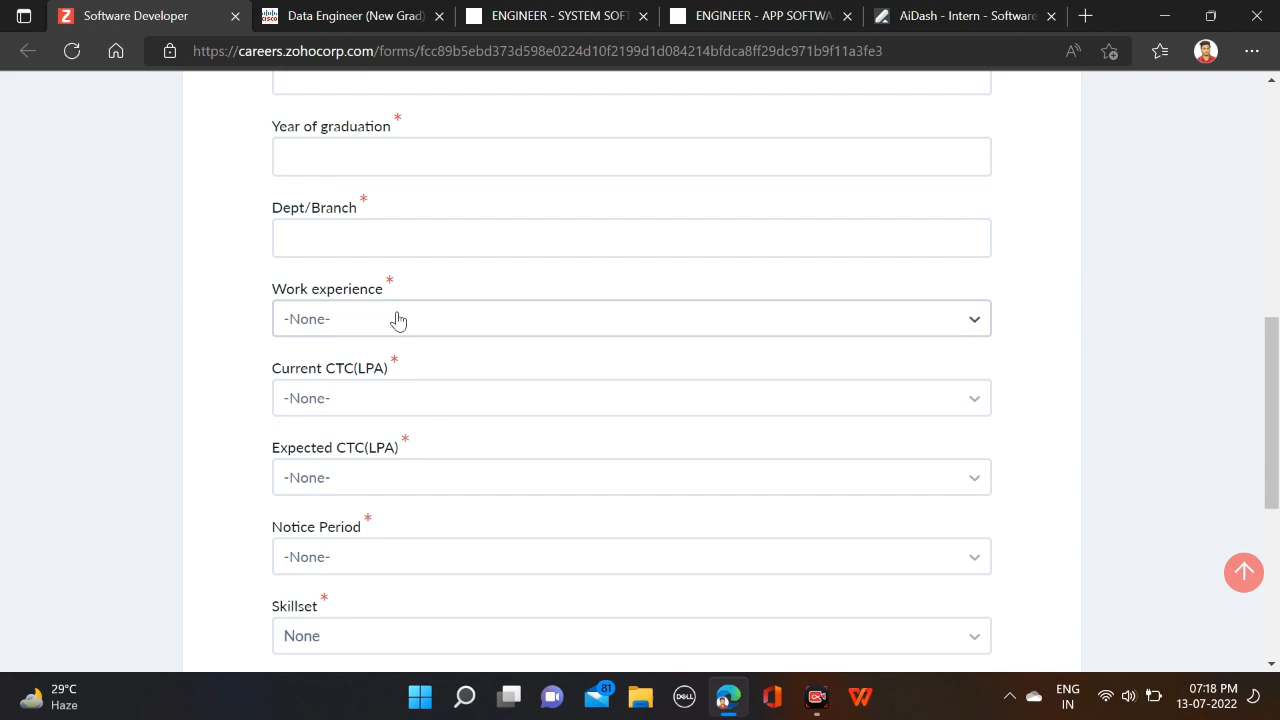 Software Developer
Data Engineer (New Grad)
ENGINEER - SYSTEM SOFT
ENGINEER, APP SOFTWA
AiDash - Intern - Software
https://careers.zohocorp.com/forms/fcc89b5ebd373d598e0224d10f2199d1d084214bfdca8ff29dc971b9f11a3fe3
Year of graduation *
Dept/Branch *
Work experience *
-None-
Current CTC(LPA) *
-None-
Expected CTC(LPA) *
-None-
Notice Period *
-None-
Skillset *
None
29°C
Haze
81
DELL
ENG
IN
07:18 PM
13-07-2022